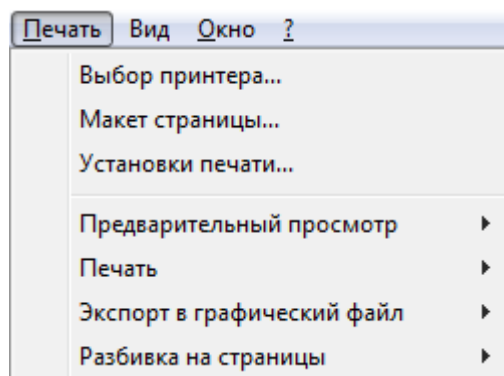 Печать Вид Окно ?
Выбор принтера...
Макет страницы...
Установки печати...
Предварительный просмотр
Печать
Экспорт в графический файл
Разбивка на страницы